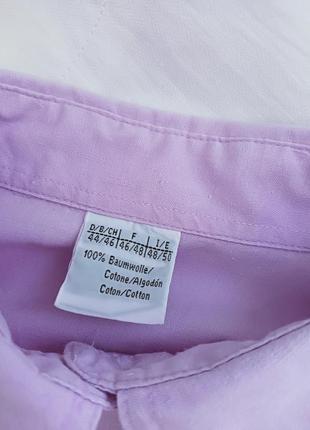 D/B/CH F I/E
44/46 46/48 48/50
100% Baumwolle/
Cotone/Algodón
Coton/Cotton